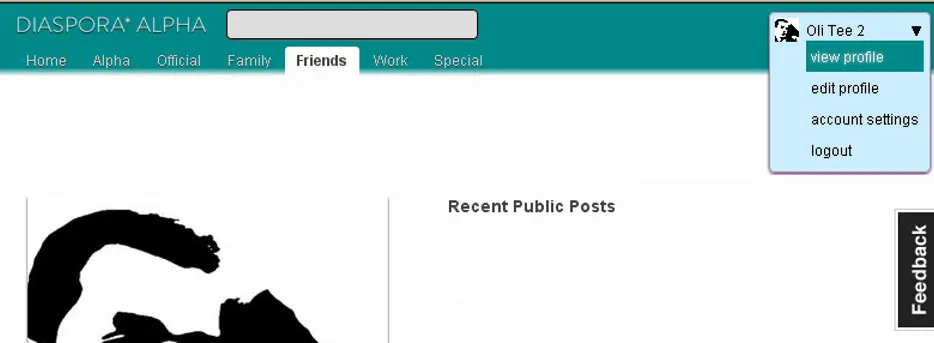 DIASPORA* ALPHA
Oli Tee 2 ▼
Home Alpha Official Family Friends Work Special
view profile
edit profile
account settings
logout
Recent Public Posts
Feedback